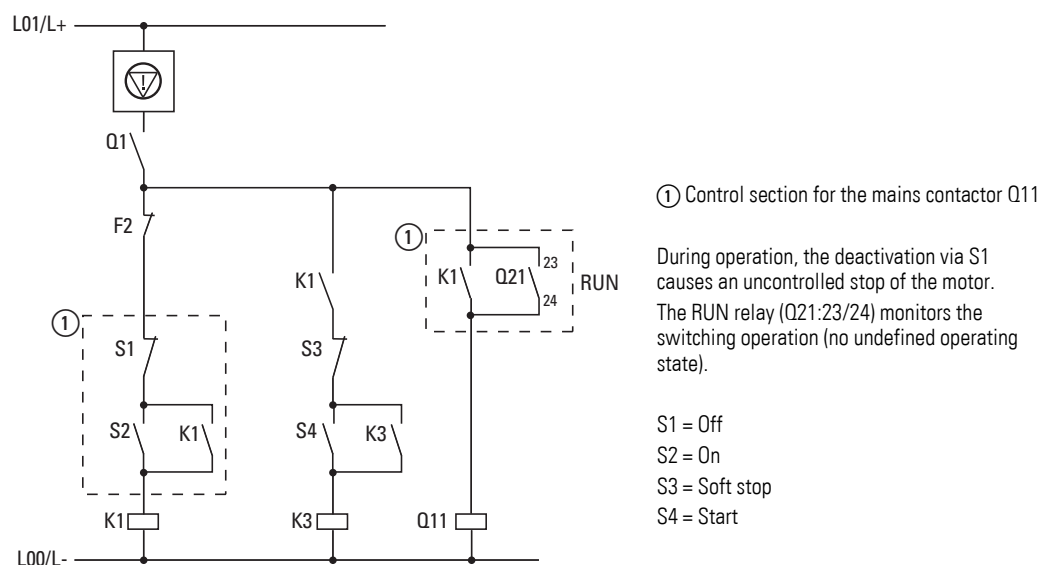 L01/L+
!
Q1
F2
1
S1
S2
K1
K1
K1
S3
S4
K3
K3
1
K1
Q21
23
24
RUN
Q11
L00/L-
1 Control section for the mains contactor Q11
During operation, the deactivation via S1
causes an uncontrolled stop of the motor.
The RUN relay (Q21:23/24) monitors the
switching operation (no undefined operating
state).
S1 = Off
S2 = On
S3 = Soft stop
S4 = Start